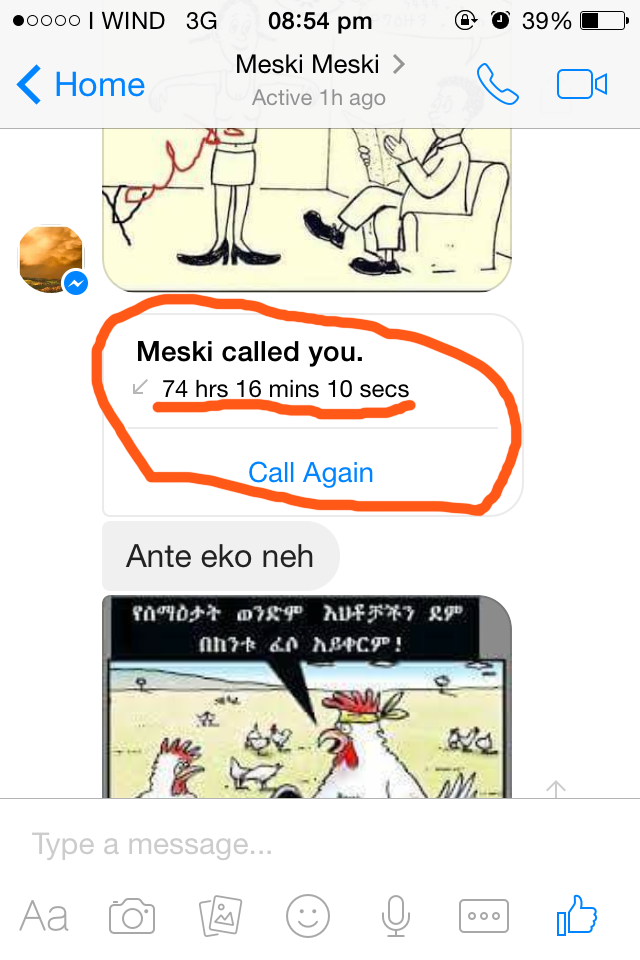 I WIND 3G 08:54 pm 39%
Home
Meski Meski
Active 1h ago
Meski called you.
74 hrs 16 mins 10 secs
Call Again
Ante eko neh
የሰማዕታት ወንድም እህቶቻችን ደም
በከንቱ ፈሶ አይቀርም!
Type a message...
Aa